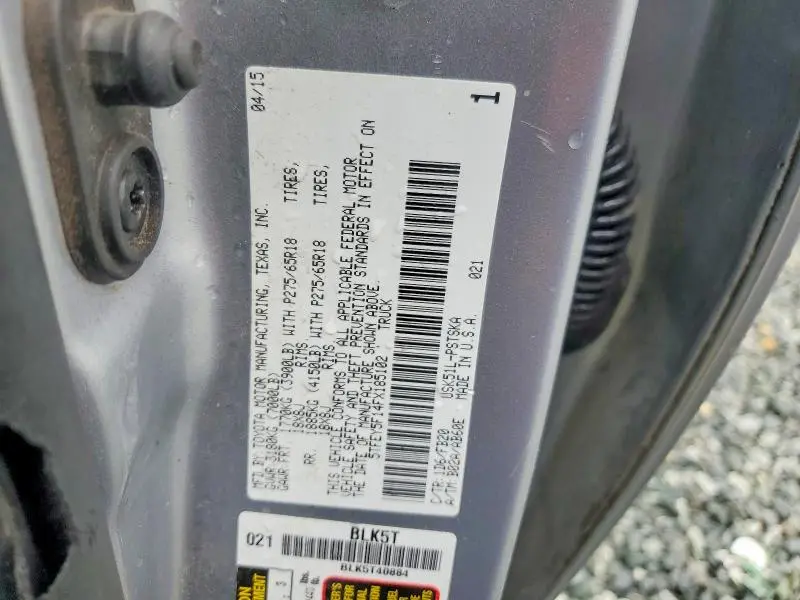 MFD BY: TOYOTA MOTOR MANUFACTURING, TEXAS, INC. 04/15
GVWR 3180KG (7000LB)
GAWR FRT 1770KG (3900LB) WITH P275/65R18 TIRES,
18X8J RIMS,
RR. 1885KG (4150LB) WITH P275/65R18 TIRES,
18X8J RIMS,
THIS VEHICLE CONFORMS TO ALL APPLICABLE FEDERAL MOTOR
VEHICLE SAFETY AND THEFT PREVENTION STANDARDS IN EFFECT ON
THE DATE OF MANUFACTURE SHOWN ABOVE.
5TFEY5F14FX185102 TRUCK
C/TR: 1D6/FB20 USK51L-PSTSKA 021
A/TM: B02A/AB60E MADE IN U.S.A.
1
021 BLK5T
BLK5T40884